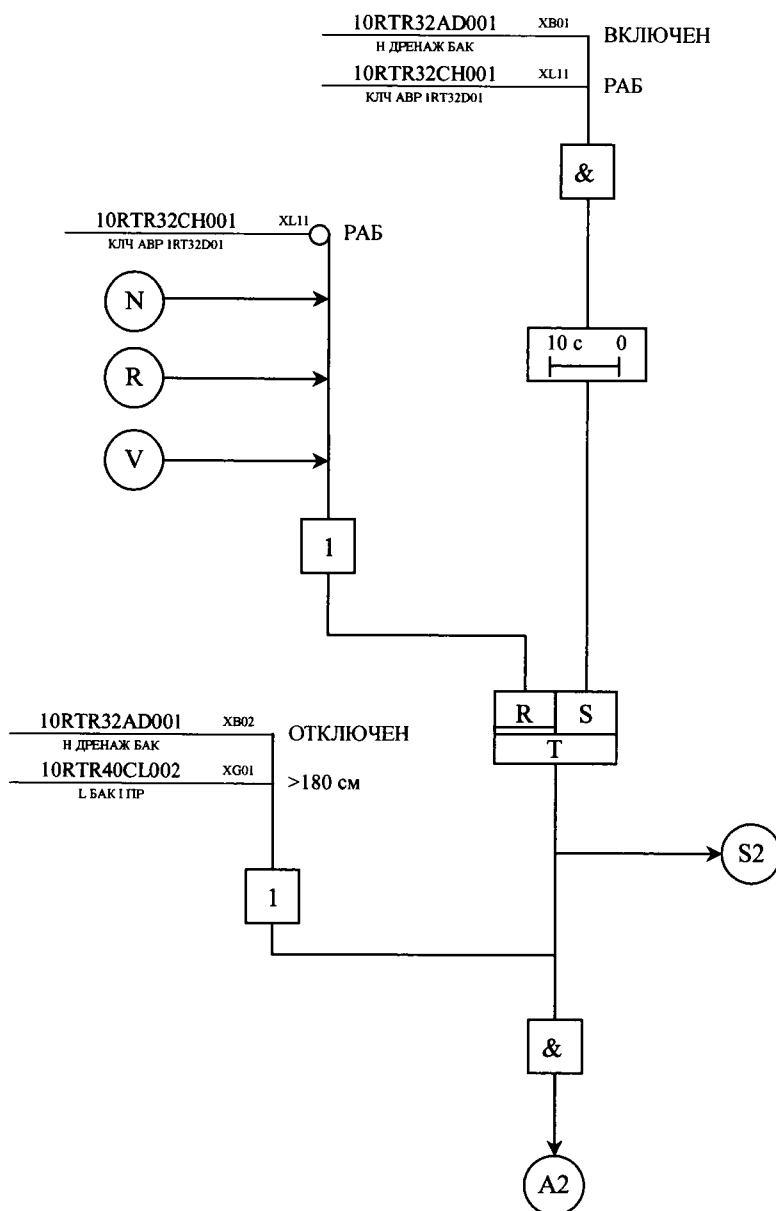 10RTR32AD001 XB01 ВКЛЮЧЕН
Н ДРЕНАЖ БАК
10RTR32CH001 XL11 РАБ
КЛЧ АВР 1RT32D01
&
10RTR32CH001 XL11 РАБ
КЛЧ АВР 1RT32D01
N
10 с 0
R
V
1
R S
T
10RTR32AD001 XB02 ОТКЛЮЧЕН
Н ДРЕНАЖ БАК
10RTR40CL002 XG01 >180 см
L БАК I ПР
S2
1
&
A2